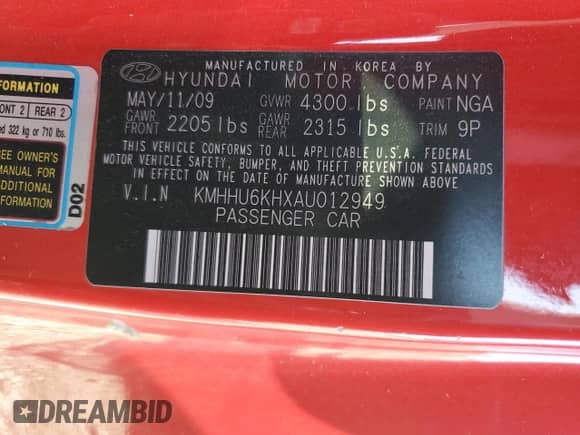 MANUFACTURED IN KOREA BY
HYUNDAI MOTOR COMPANY
MAY/11/09 GVWR 4300 lbs PAINT NGA
GAWR FRONT 2205 lbs GAWR REAR 2315 lbs TRIM 9P
THIS VEHICLE CONFORMS TO ALL APPLICABLE U.S.A. FEDERAL
MOTOR VEHICLE SAFETY, BUMPER, AND THEFT PREVENTION STANDARDS
IN EFFECT ON THE DATE OF MANUFACTURE SHOWN ABOVE
V.I.N KMHHU6KHXAU012949
PASSENGER CAR
FORMATION
ONT 2 REAR 2
ed 322 kg or 710 lbs.
EE OWNER'S
MANUAL FOR
ADDITIONAL
FORMATION
D02
DREAMBID